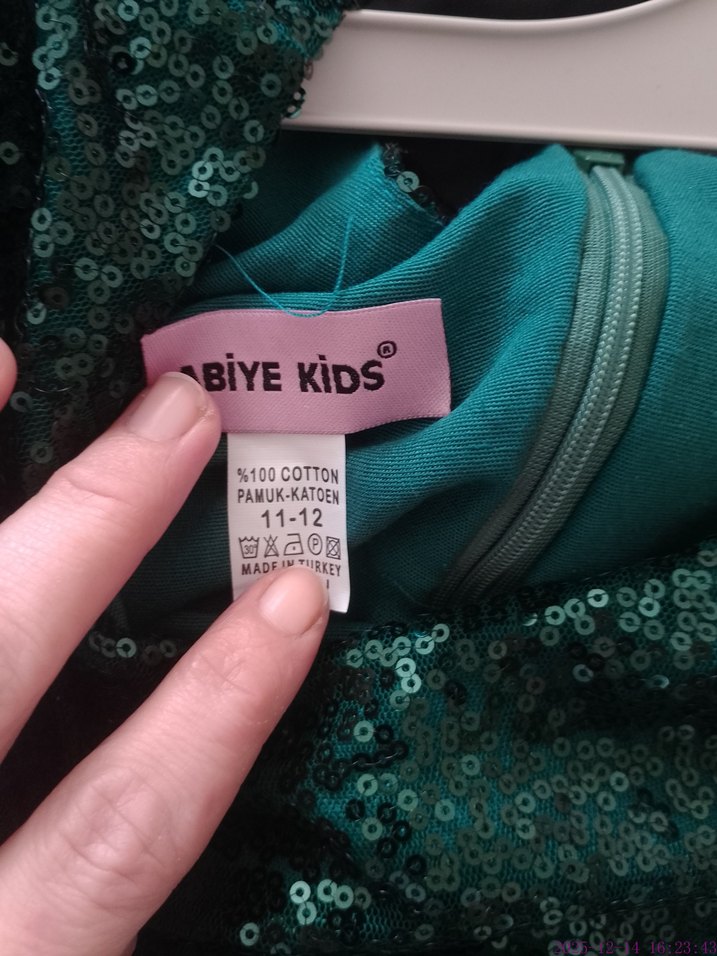 ABİYE KİDS®
%100 COTTON
PAMUK-KATOEN
11-12
30°
P
MADE IN TURKEY
2025-12-14 16:23:43